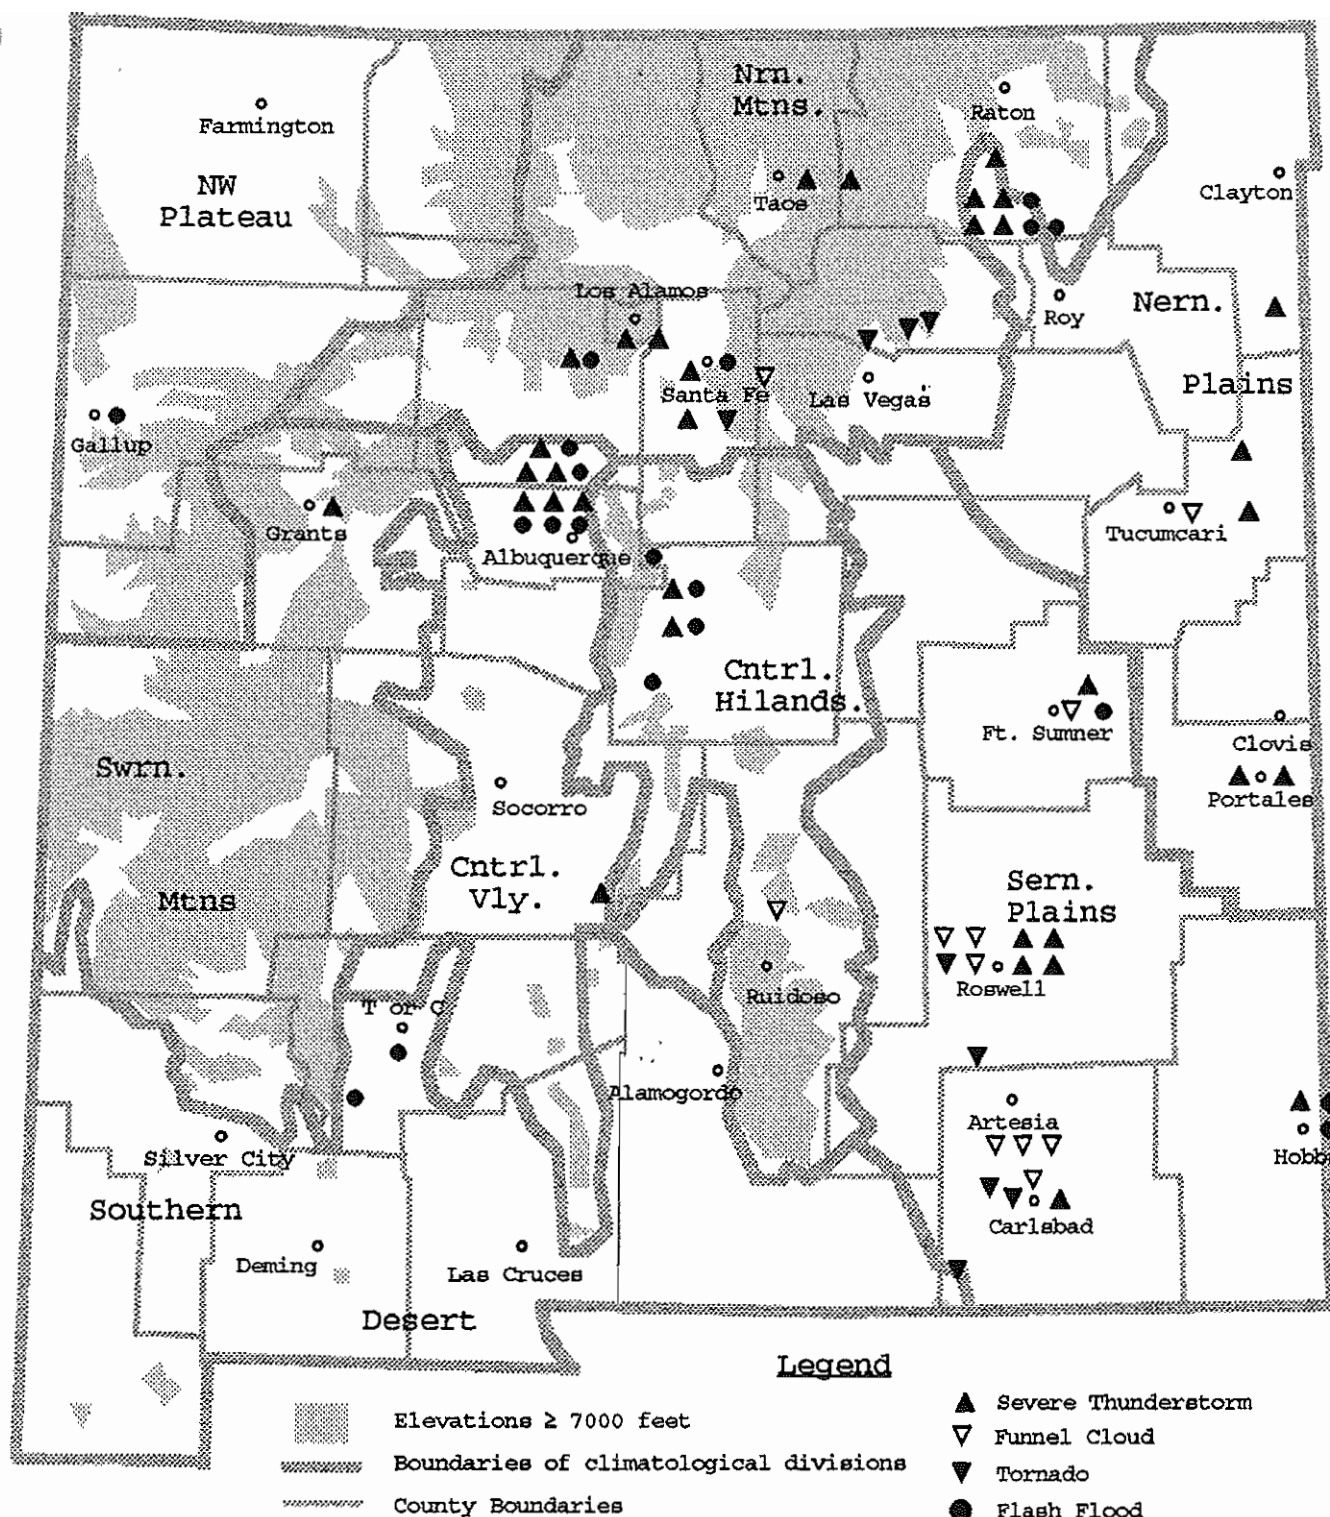 Nrn.
Mtns.
Raton
Farmington
NW
Plateau
Taos
Clayton
Los Alamos
Nern.
Roy
Plains
Santa Fe
Las Vegas
Gallup
Grants
Albuquerque
Tucumcari
Cntrl.
Hilands.
Ft. Sumner
Clovis
Swrn.
Socorro
Portales
Cntrl.
Vly.
Sern.
Plains
Mtns
Roswell
Ruidoso
T or C
Alamogordo
Artesia
Silver City
Hobb
Southern
Carlsbad
Deming
Las Cruces
Desert
Legend
Elevations ≥ 7000 feet
Boundaries of climatological divisions
County Boundaries
Severe Thunderstorm
Funnel Cloud
Tornado
Flash Flood